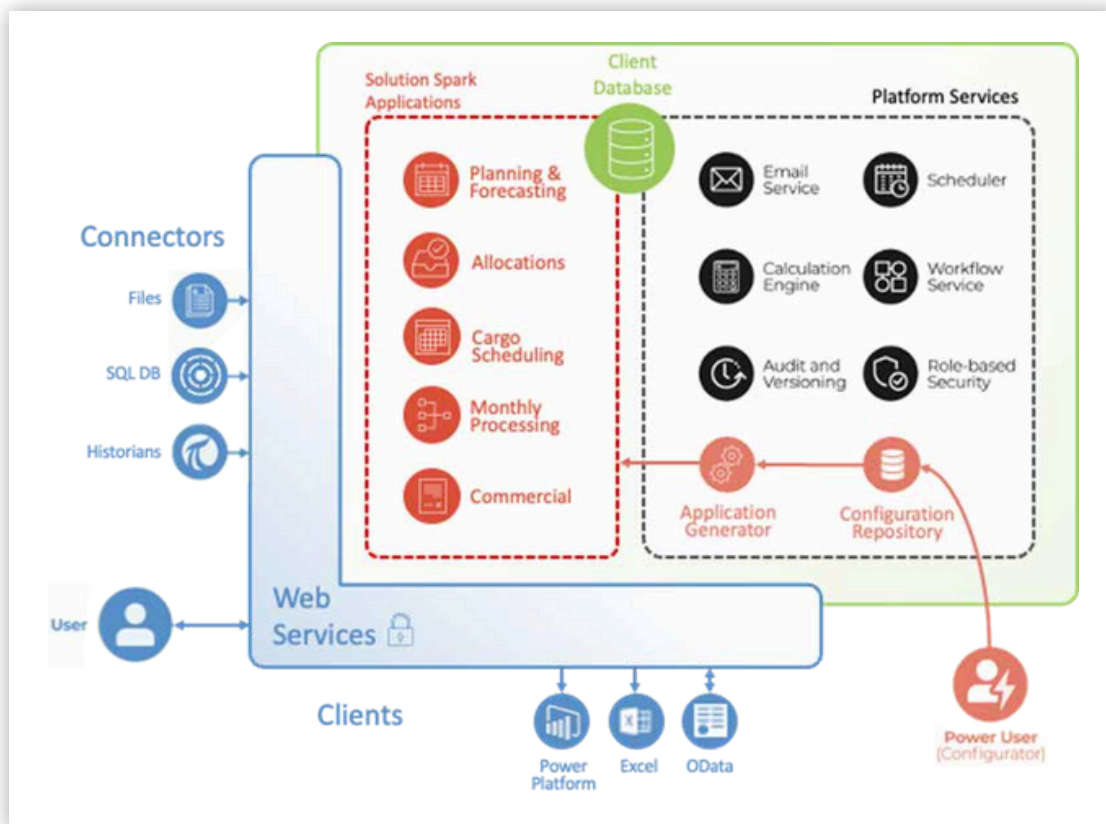 Client
Database
Solution Spark
Applications
Platform Services
Planning &
Forecasting
Allocations
Cargo
Scheduling
Monthly
Processing
Commercial
Email
Service
Scheduler
Calculation
Engine
Workflow
Service
Audit and
Versioning
Role-based
Security
Application
Generator
Configuration
Repository
Connectors
Files
SQL DB
Historians
User
Web
Services
Clients
Power
Platform
Excel
OData
Power User
(Configurator)